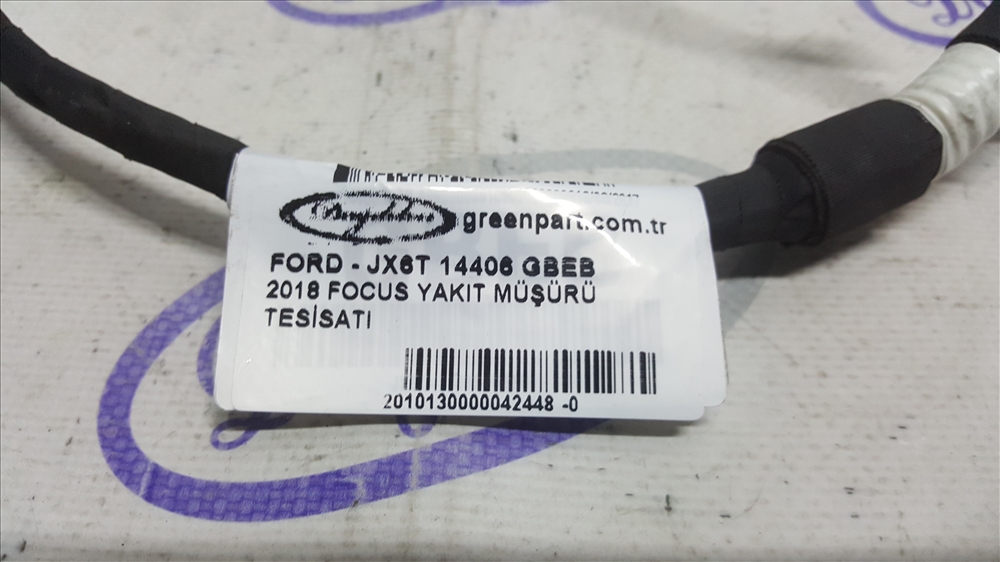 greenpart.com.tr
FORD - JX6T 14406 GBEB
2018 FOCUS YAKIT MÜŞÜRÜ
TESİSATI
2010130000042448 -0